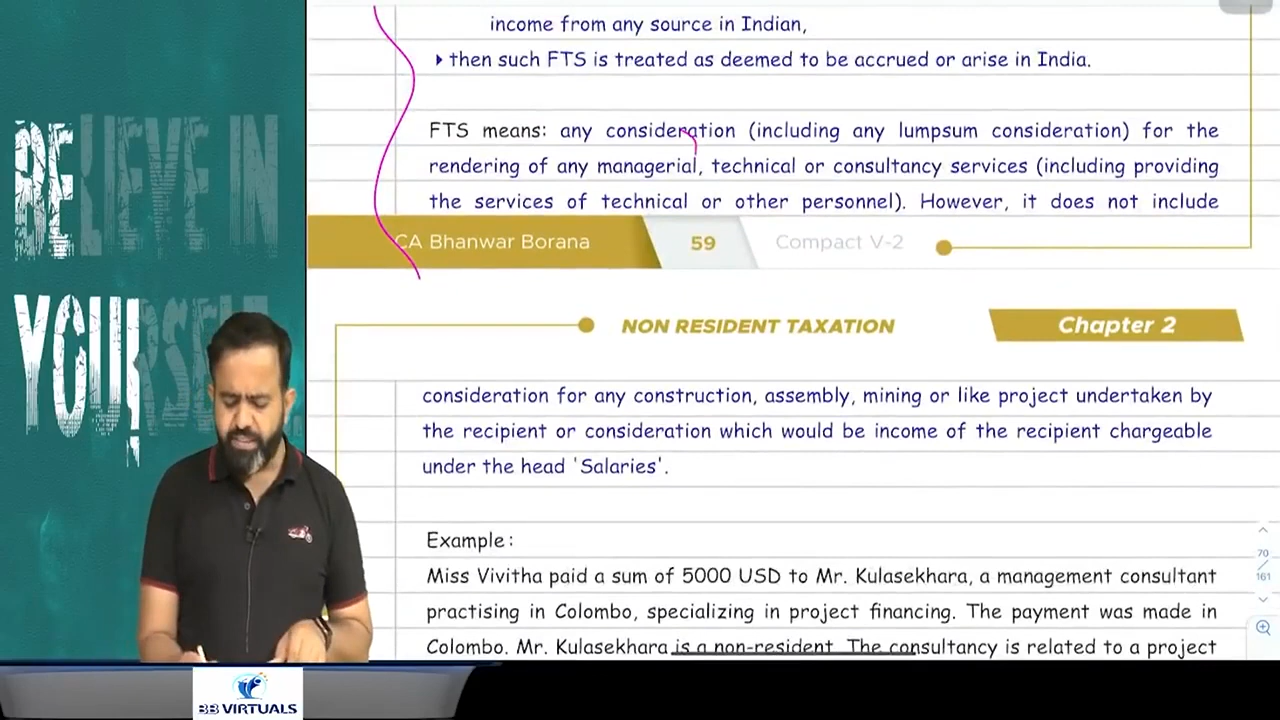 BELIEVE IN
YOURSELF.
income from any source in Indian,
then such FTS is treated as deemed to be accrued or arise in India.
FTS means: any consideration (including any lumpsum consideration) for the
rendering of any managerial, technical or consultancy services (including providing
the services of technical or other personnel). However, it does not include
CA Bhanwar Borana
59
Compact V-2
NON RESIDENT TAXATION
Chapter 2
consideration for any construction, assembly, mining or like project undertaken by
the recipient or consideration which would be income of the recipient chargeable
under the head 'Salaries'.
Example:
Miss Vivitha paid a sum of 5000 USD to Mr. Kulasekhara, a management consultant
practising in Colombo, specializing in project financing. The payment was made in
Colombo. Mr. Kulasekhara is a non-resident. The consultancy is related to a project
70
/
161
BB VIRTUALS